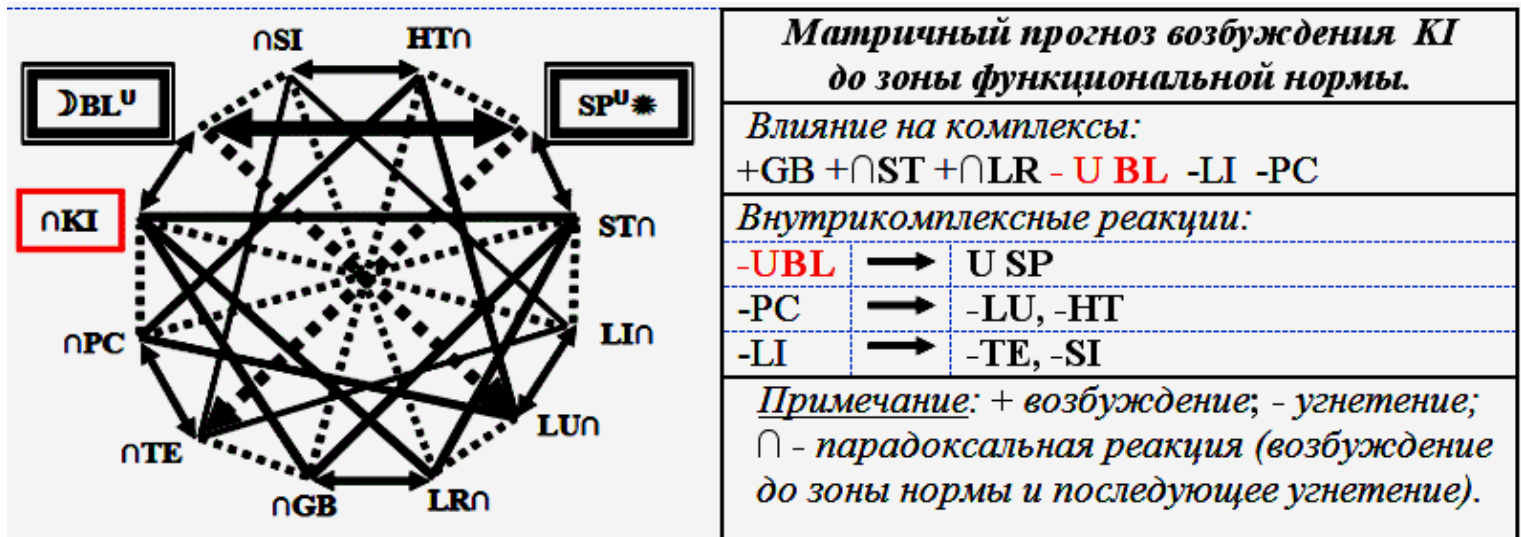 ∩SI HT∩
☽BLᵁ SPᵁ✹
∩KI ST∩
∩PC LI∩
∩TE LU∩
∩GB LR∩
Матричный прогноз возбуждения KI
до зоны функциональной нормы.
Влияние на комплексы:
+GB +∩ST +∩LR - U BL -LI -PC
Внутрикомплексные реакции:
-UBL → U SP
-PC → -LU, -HT
-LI → -TE, -SI
Примечание: + возбуждение; - угнетение;
∩ - парадоксальная реакция (возбуждение
до зоны нормы и последующее угнетение).